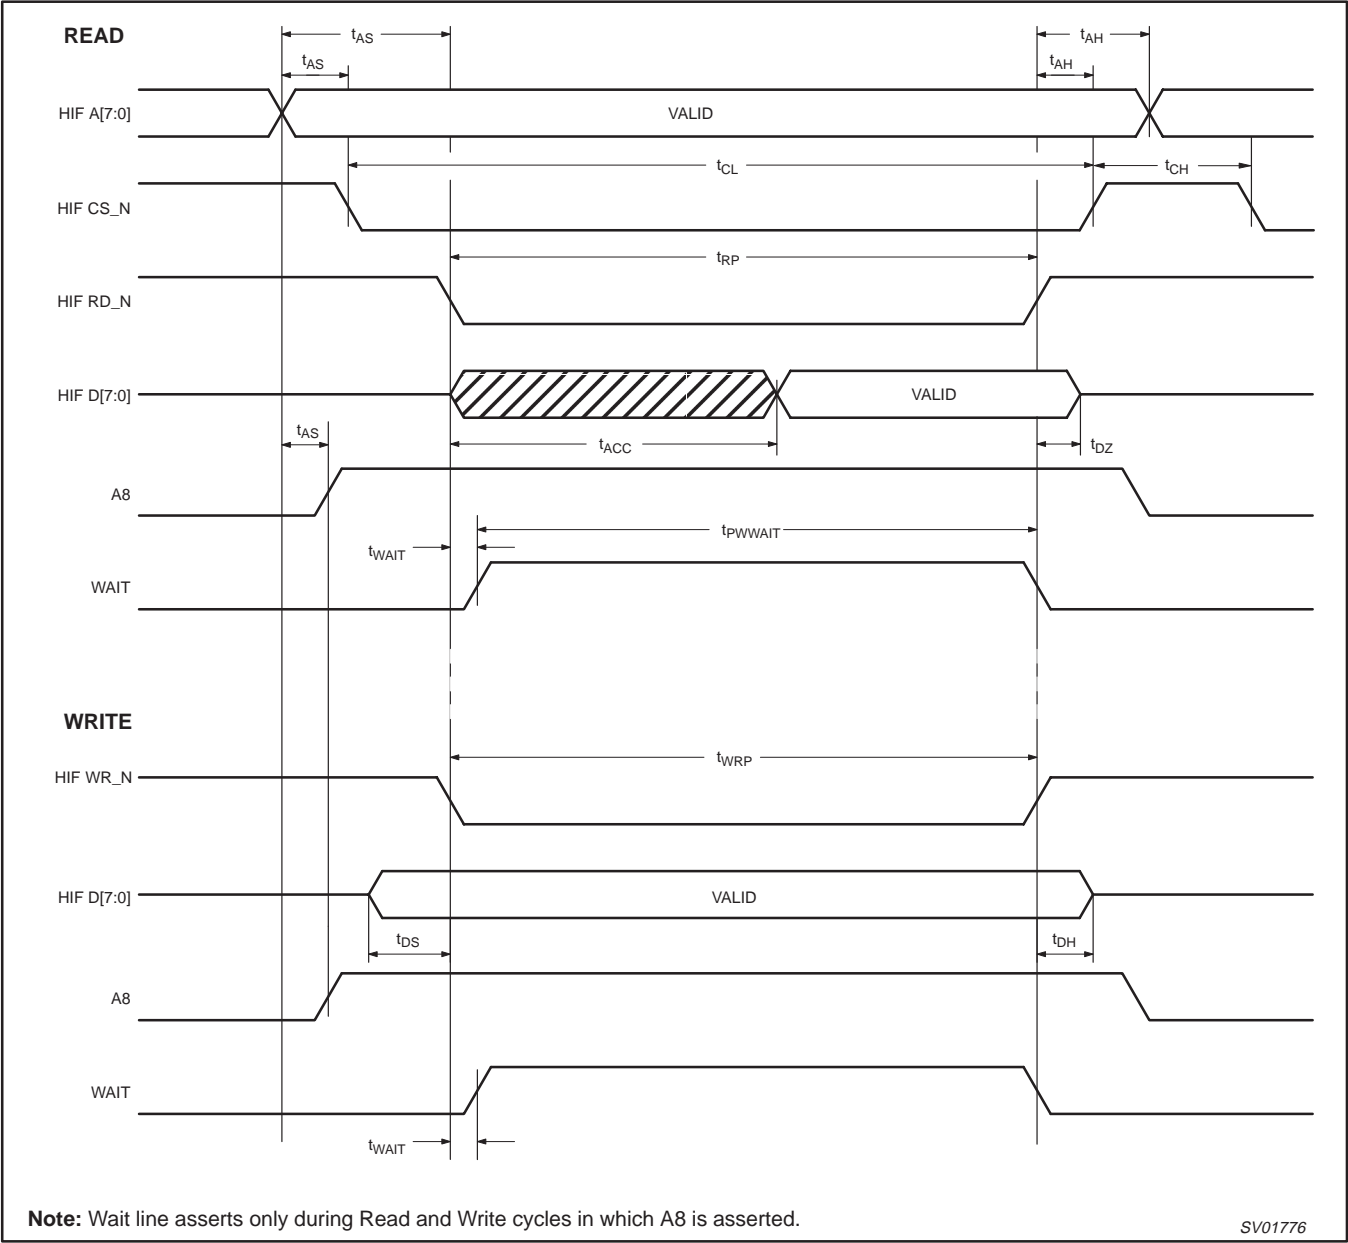 READ
tAS
tAH
tAS
tAH
HIF A[7:0]
VALID
tCL
tCH
HIF CS_N
tRP
HIF RD_N
HIF D[7:0]
VALID
tAS
tACC
tDZ
A8
tPWWAIT
tWAIT
WAIT
WRITE
tWRP
HIF WR_N
HIF D[7:0]
VALID
tDS
tDH
A8
WAIT
tWAIT
Note: Wait line asserts only during Read and Write cycles in which A8 is asserted.
SV01776